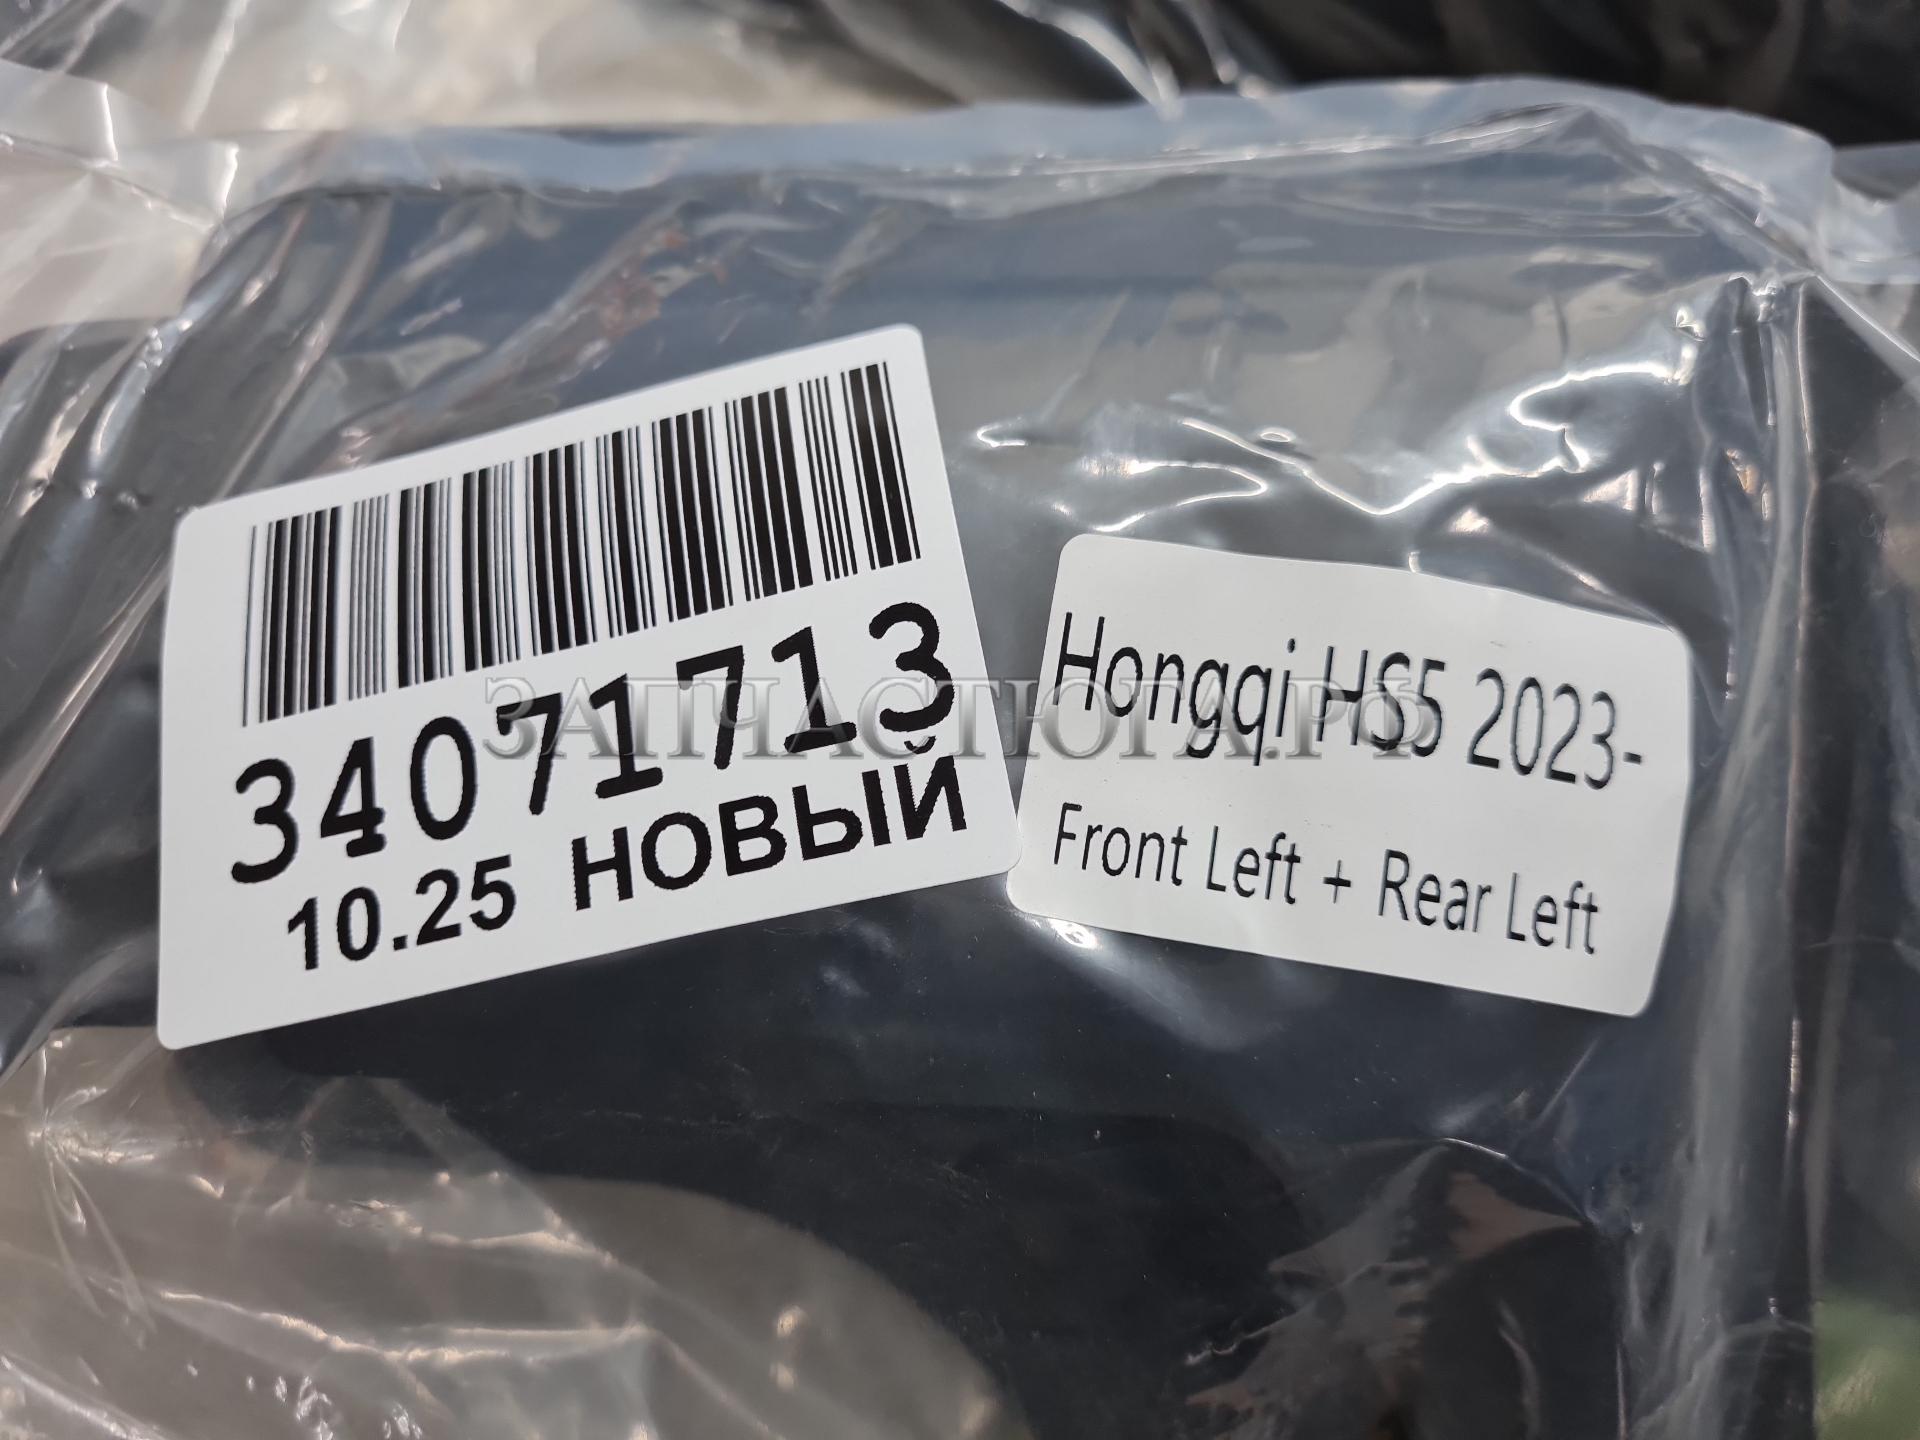 34071713
10.25 НОВЫЙ
Hongqi HS5 2023-
Front Left + Rear Left
ЗАПЧАСТЮГА.РФ